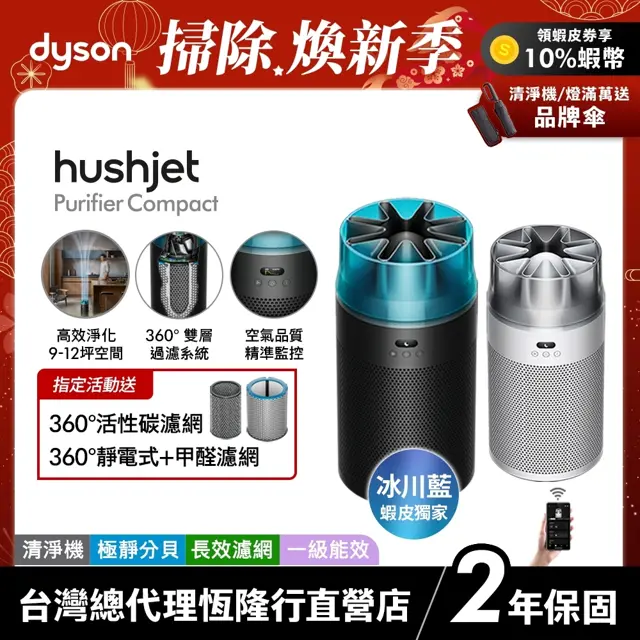 dyson 掃除 煥新季
領蝦皮券享
S 10%蝦幣
清淨機/燈滿萬送
品牌傘
hushjet
Purifier Compact
高效淨化
9-12坪空間
360° 雙層
過濾系統
空氣品質
精準監控
指定活動送
360°活性碳濾網
360°靜電式+甲醛濾網
冰川藍
蝦皮獨家
清淨機 極靜分貝 長效濾網 一級能效
台灣總代理恆隆行直營店 2年保固